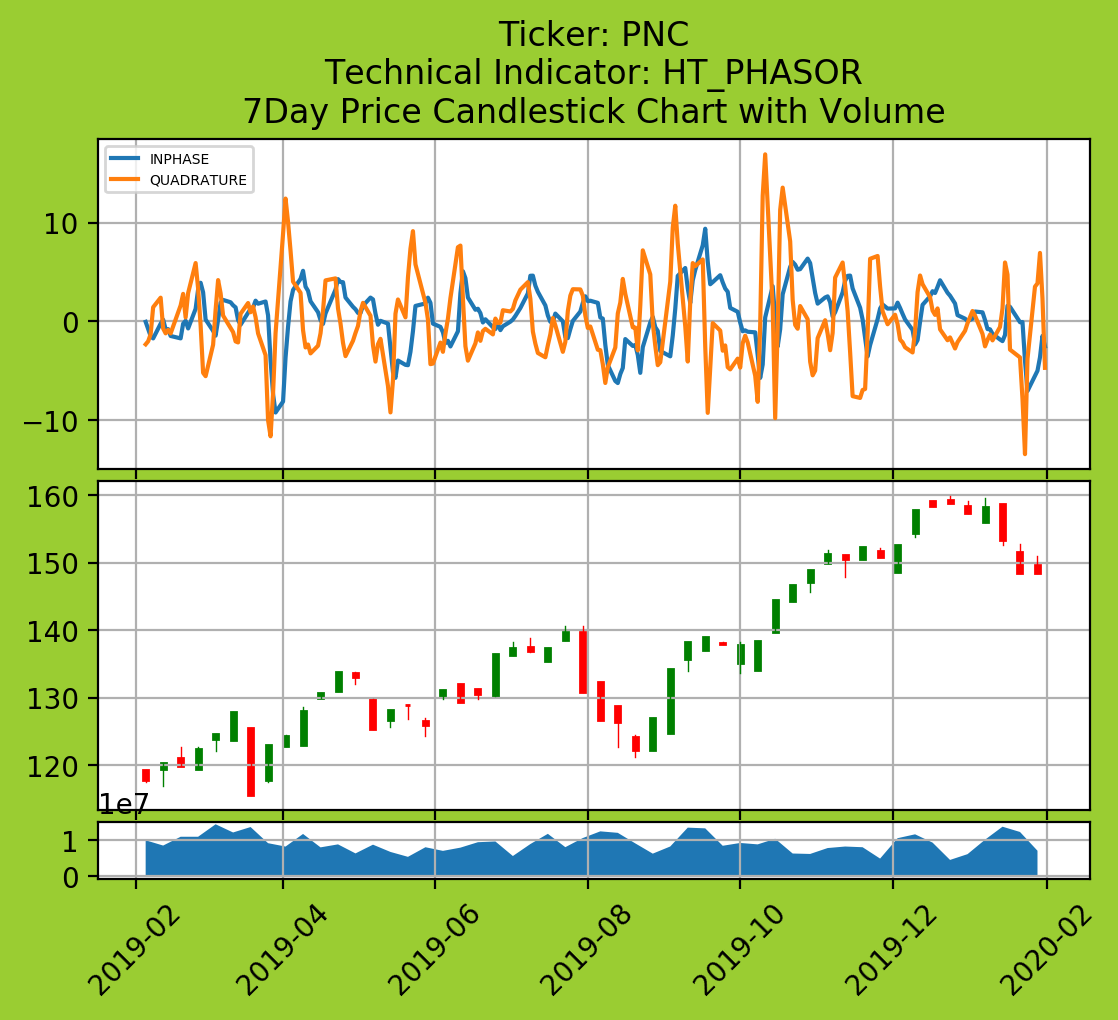 Ticker: PNC
Technical Indicator: HT_PHASOR
7Day Price Candlestick Chart with Volume
INPHASE
QUADRATURE
10
0
−10
160
150
140
130
120
1e7
1
0
2019-02
2019-04
2019-06
2019-08
2019-10
2019-12
2020-02